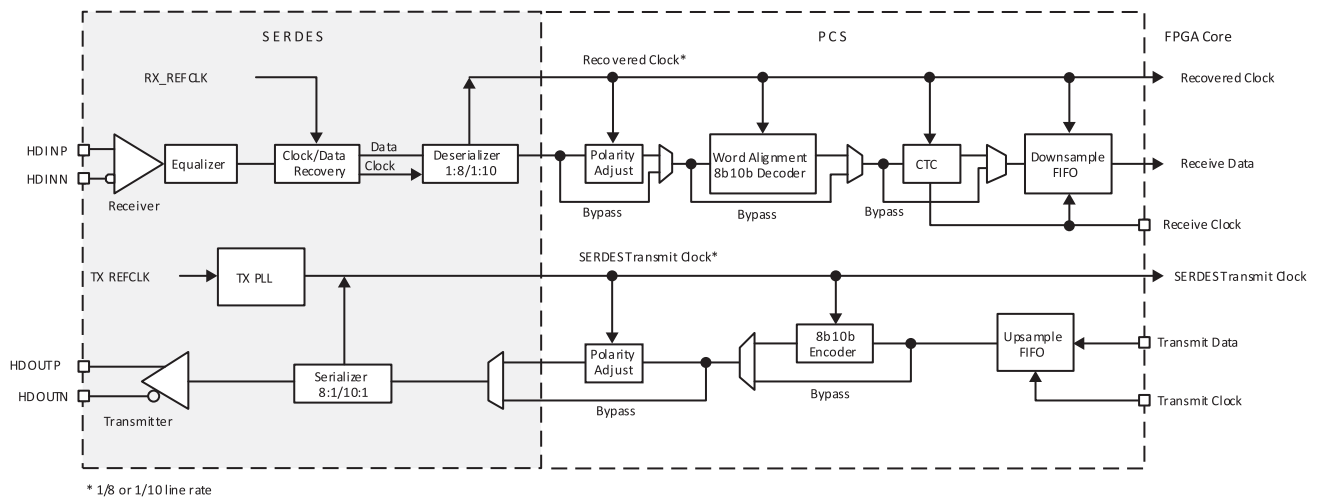 SERDES
PCS
FPGA Core
Recovered Clock*
RX_REFCLK
Recovered Clock
HDINP
HDINN
Receiver
Equalizer
Clock/Data
Recovery
Data
Clock
Deserializer
1:8/1:10
Polarity
Adjust
Bypass
Word Alignment
8b10b Decoder
Bypass
CTC
Bypass
Downsample
FIFO
Receive Data
Receive Clock
TX REFCLK
TX PLL
SERDES Transmit Clock*
SERDES Transmit Clock
HDOUTP
HDOUTN
Transmitter
Serializer
8:1/10:1
Polarity
Adjust
Bypass
8b10b
Encoder
Bypass
Upsample
FIFO
Transmit Data
Transmit Clock
* 1/8 or 1/10 line rate